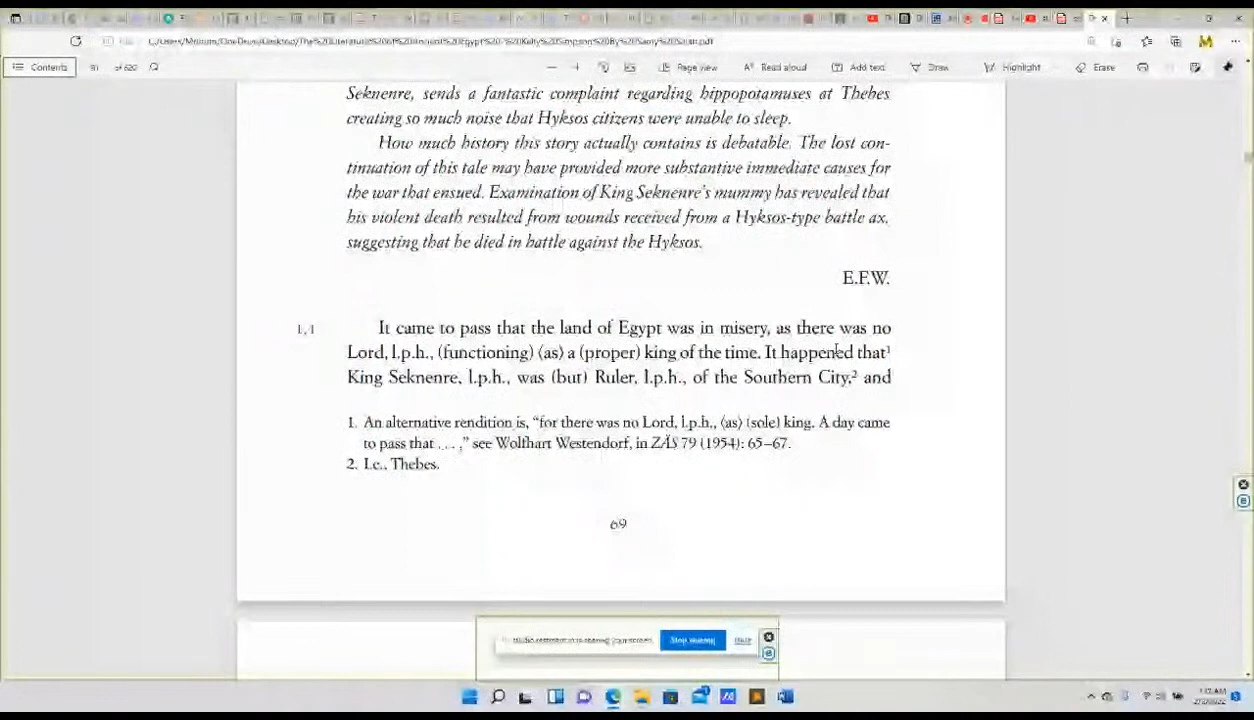 Contents
of 620
Page view
Read aloud
Add text
Draw
Highlight
Erase
Seknenre, sends a fantastic complaint regarding hippopotamuses at Thebes
creating so much noise that Hyksos citizens were unable to sleep.
How much history this story actually contains is debatable. The lost con-
tinuation of this tale may have provided more substantive immediate causes for
the war that ensued. Examination of King Seknenre's mummy has revealed that
his violent death resulted from wounds received from a Hyksos-type battle ax,
suggesting that he died in battle against the Hyksos.
E.F.W.
1,1 It came to pass that the land of Egypt was in misery, as there was no
Lord, l.p.h., (functioning) ⟨as⟩ a (proper) king of the time. It happened that¹
King Seknenre, l.p.h., was (but) Ruler, l.p.h., of the Southern City,² and
1. An alternative rendition is, "for there was no Lord, l.p.h., ⟨as⟩ (sole) king. A day came
to pass that . . . ," see Wolfhart Westendorf, in ZÄS 79 (1954): 65–67.
2. I.e., Thebes.
69
Stop sharing
Hide